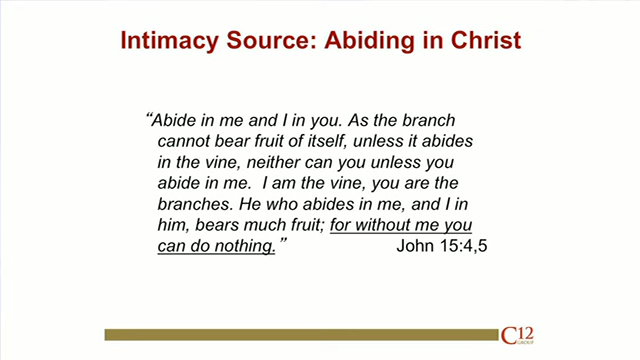 Intimacy Source: Abiding in Christ
“Abide in me and I in you. As the branch
cannot bear fruit of itself, unless it abides
in the vine, neither can you unless you
abide in me.  I am the vine, you are the
branches. He who abides in me, and I in
him, bears much fruit; for without me you
can do nothing.” John 15:4,5
C12
GROUP